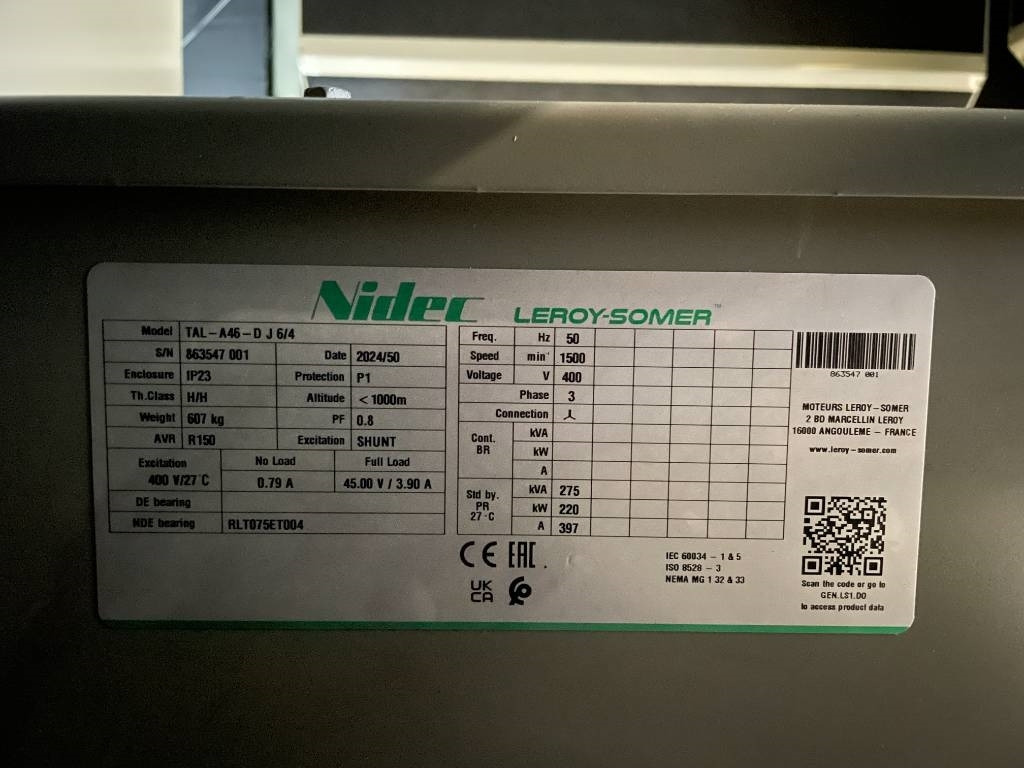 Nidec LEROY-SOMER™
Model TAL-A46-D J 6/4
S/N 863547 001 Date 2024/50
Enclosure IP23 Protection P1
Th.Class H/H Altitude < 1000m
Weight 607 kg PF 0.8
AVR R150 Excitation SHUNT
Excitation 400 V/27°C No Load Full Load
0.79 A 45.00 V / 3.90 A
DE bearing
NDE bearing RLT075ET004
Freq. Hz 50
Speed min⁻ 1500
Voltage V 400
Phase 3
Connection
Cont. BR kVA
kW
A
Std by. PR 27°C kVA 275
kW 220
A 397
863547 001
MOTEURS LEROY-SOMER
2 BD MARCELLIN LEROY
16000 ANGOULEME - FRANCE
www.leroy-somer.com
CE EAC
UK CA
IEC 60034 - 1 & 5
ISO 8528 - 3
NEMA MG 1 32 & 33
Scan the code or go to
GEN.LS1.DO
to access product data